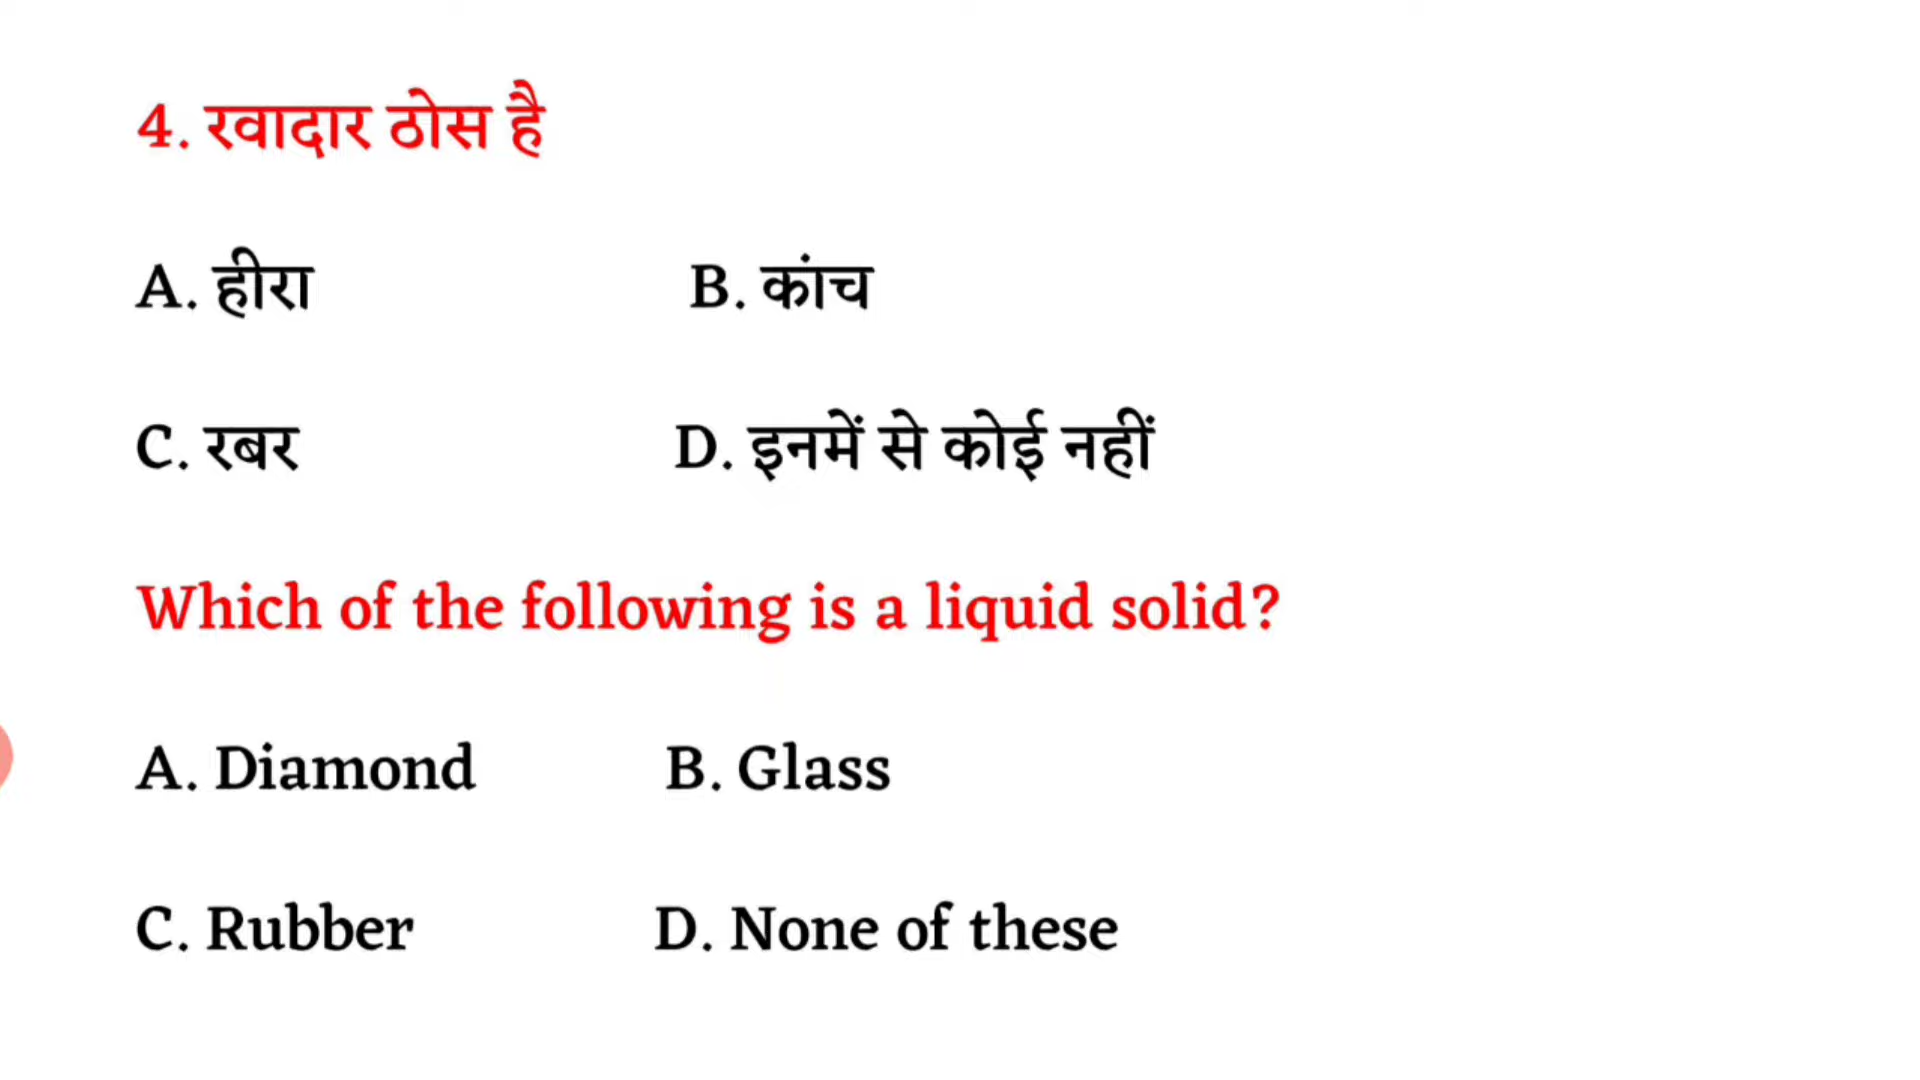 4. रवादार ठोस है
A. हीरा B. कांच
C. रबर D. इनमें से कोई नहीं
Which of the following is a liquid solid?
A. Diamond B. Glass
C. Rubber D. None of these